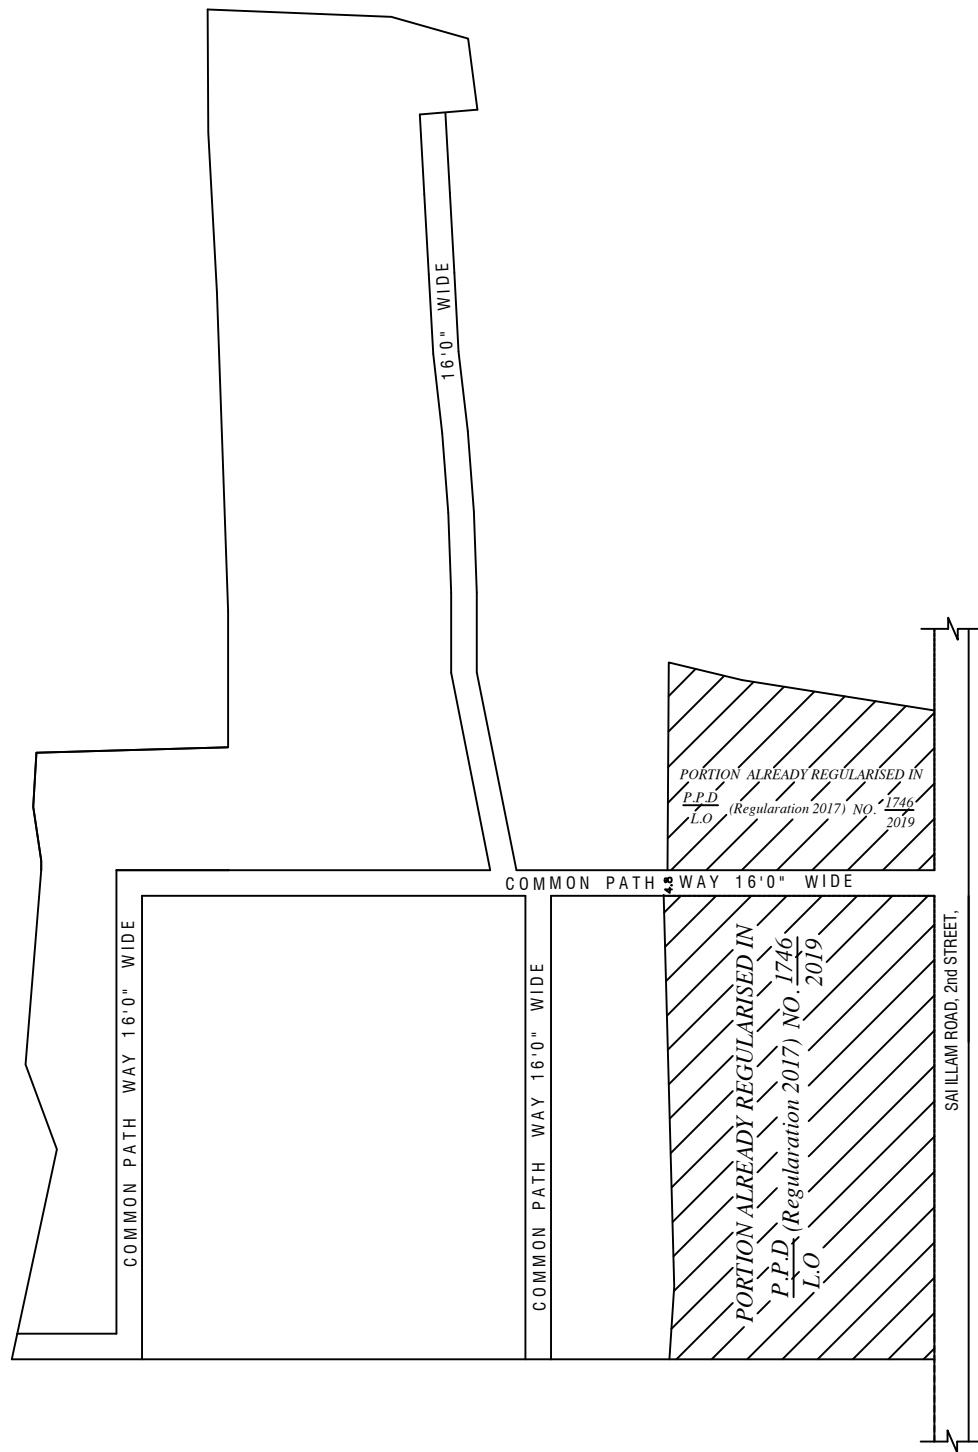 16'0" WIDE
PORTION ALREADY REGULARISED IN
P.P.D
L.O
(Regularation 2017) NO.
1746
2019
COMMON PATH WAY 16'0" WIDE
4.8
COMMON PATH WAY 16'0" WIDE
COMMON PATH WAY 16'0" WIDE
PORTION ALREADY REGULARISED IN
P.P.D
L.O
(Regularation 2017) NO.
1746
2019
SAI ILLAM ROAD, 2nd STREET,